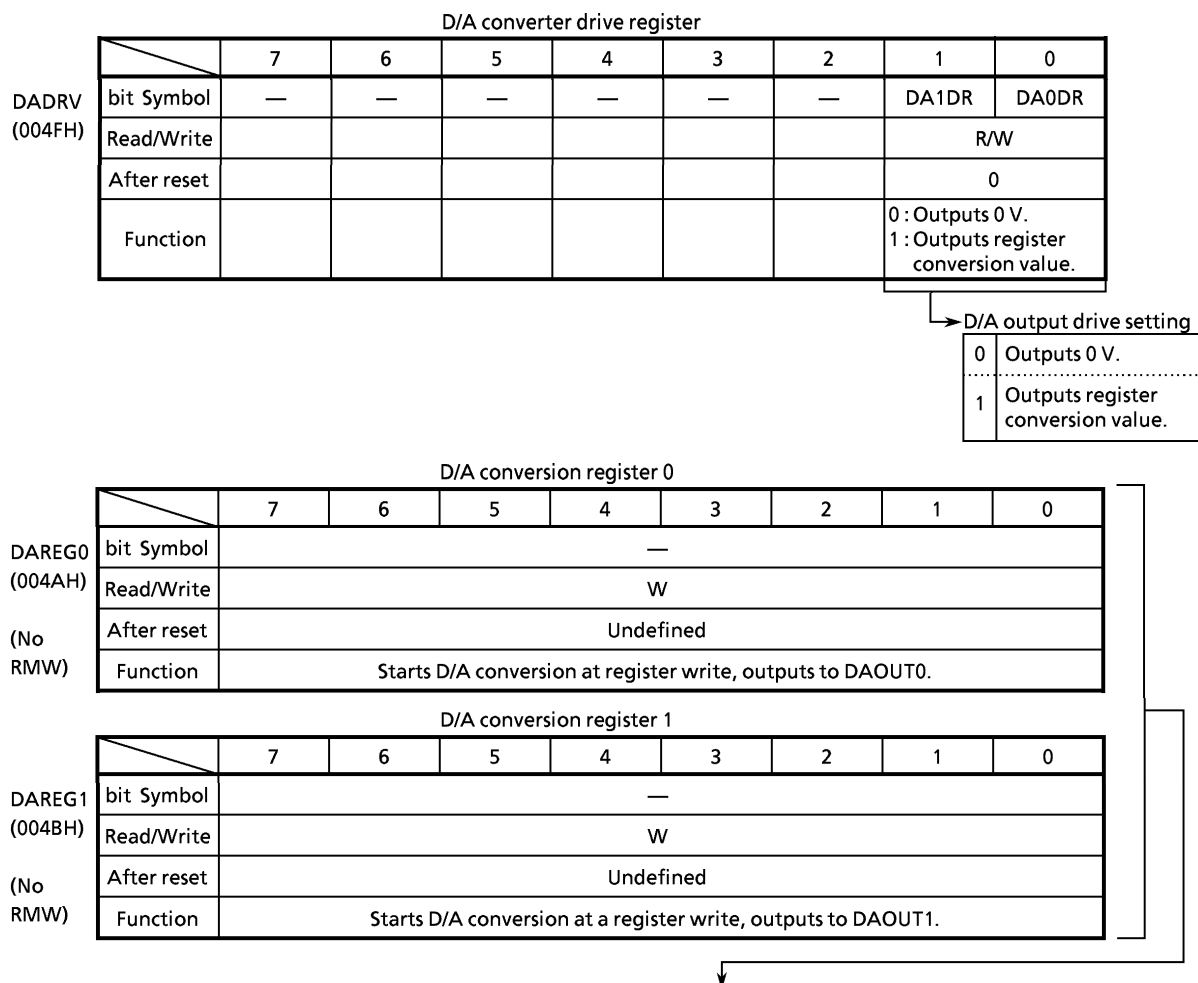 D/A converter drive register
7 6 5 4 3 2 1 0
DADRV
(004FH)
bit Symbol — — — — — — DA1DR DA0DR
Read/Write R/W
After reset 0
Function
0 : Outputs 0 V.
1 : Outputs register
conversion value.
D/A output drive setting
0 Outputs 0 V.
1 Outputs register
conversion value.
D/A conversion register 0
7 6 5 4 3 2 1 0
DAREG0
(004AH)
(No
RMW)
bit Symbol —
Read/Write W
After reset Undefined
Function Starts D/A conversion at register write, outputs to DAOUT0.
D/A conversion register 1
7 6 5 4 3 2 1 0
DAREG1
(004BH)
(No
RMW)
bit Symbol —
Read/Write W
After reset Undefined
Function Starts D/A conversion at a register write, outputs to DAOUT1.